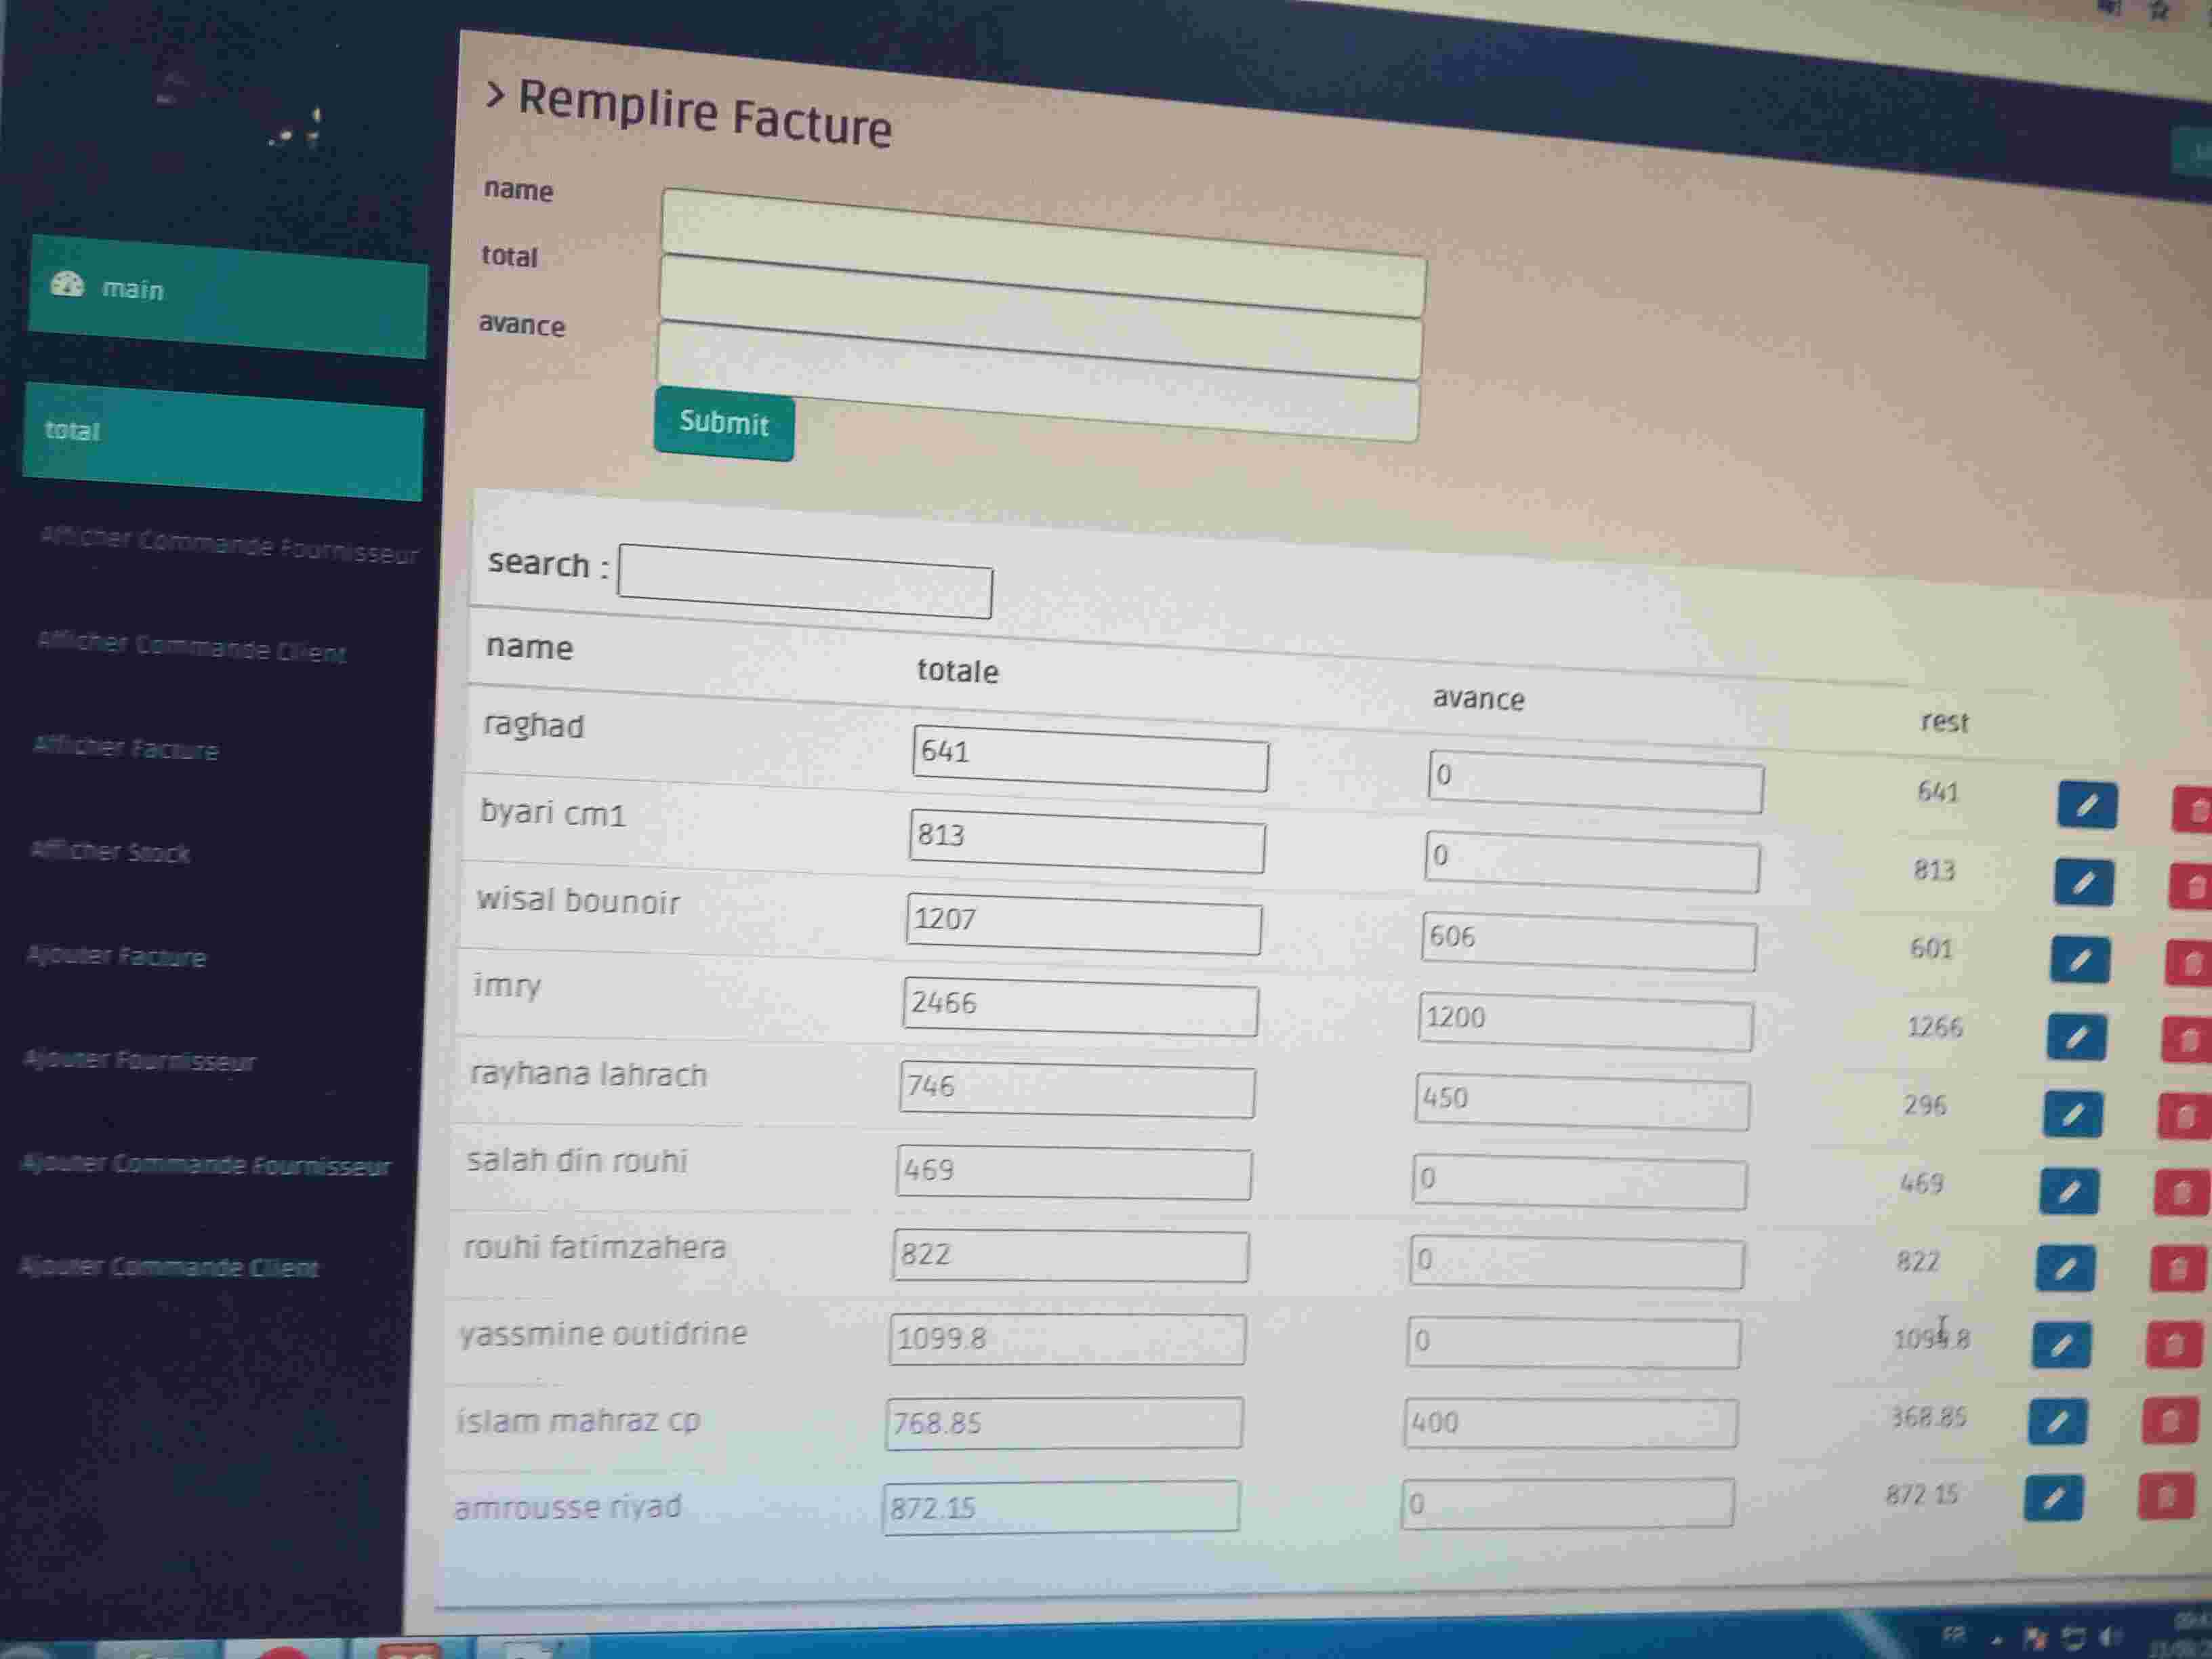 > Remplire Facture
name
total
avance
Submit
main
total
Afficher Commande Fournisseur
Afficher Commande Client
Afficher Facture
Afficher Stock
Ajouter Facture
Ajouter Fournisseur
Ajouter Commande Fournisseur
Ajouter Commande Client
search :
name totale avance rest
raghad 641 0 641
byari cm1 813 0 813
wisal bounoir 1207 606 601
imry 2466 1200 1266
rayhana lahrach 746 450 296
salah din rouhi 469 0 469
rouhi fatimzahera 822 0 822
yassmine outidrine 1099.8 0 1099.8
islam mahraz cp 768.85 400 368.85
amrousse riyad 872.15 0 872.15
FR